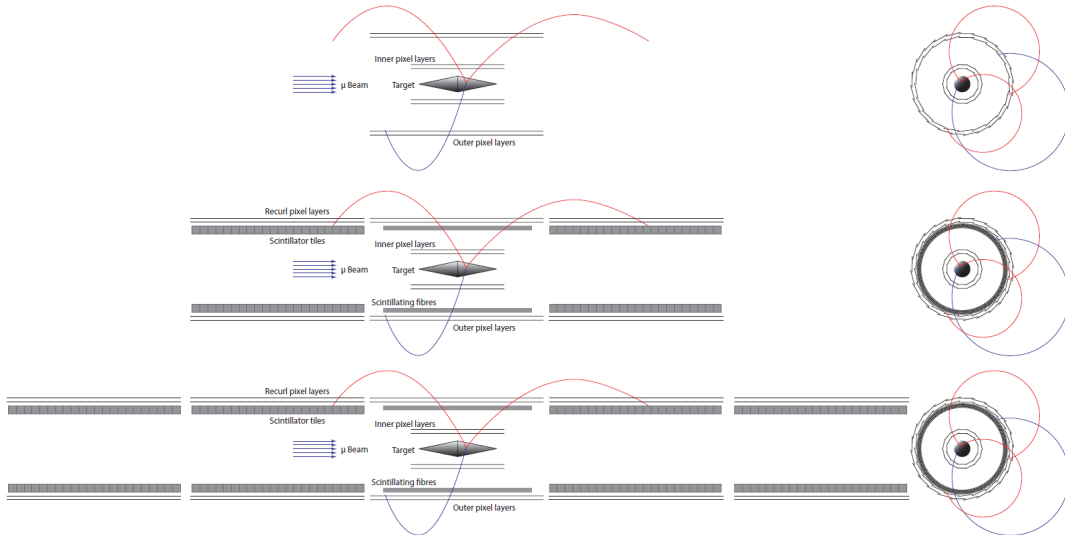 Inner pixel layers
μ Beam
Target
Outer pixel layers
Recurl pixel layers
Scintillator tiles
Inner pixel layers
μ Beam
Target
Scintillating fibres
Outer pixel layers
Recurl pixel layers
Scintillator tiles
Inner pixel layers
μ Beam
Target
Scintillating fibres
Outer pixel layers